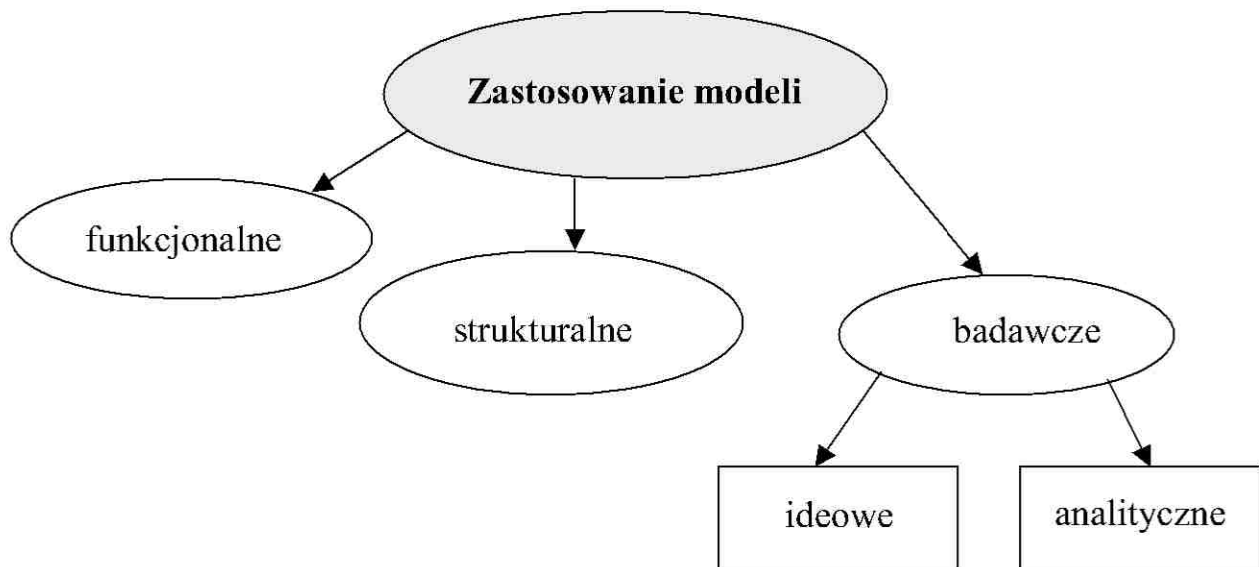 Zastosowanie modeli
funkcjonalne
strukturalne
badawcze
ideowe
analityczne